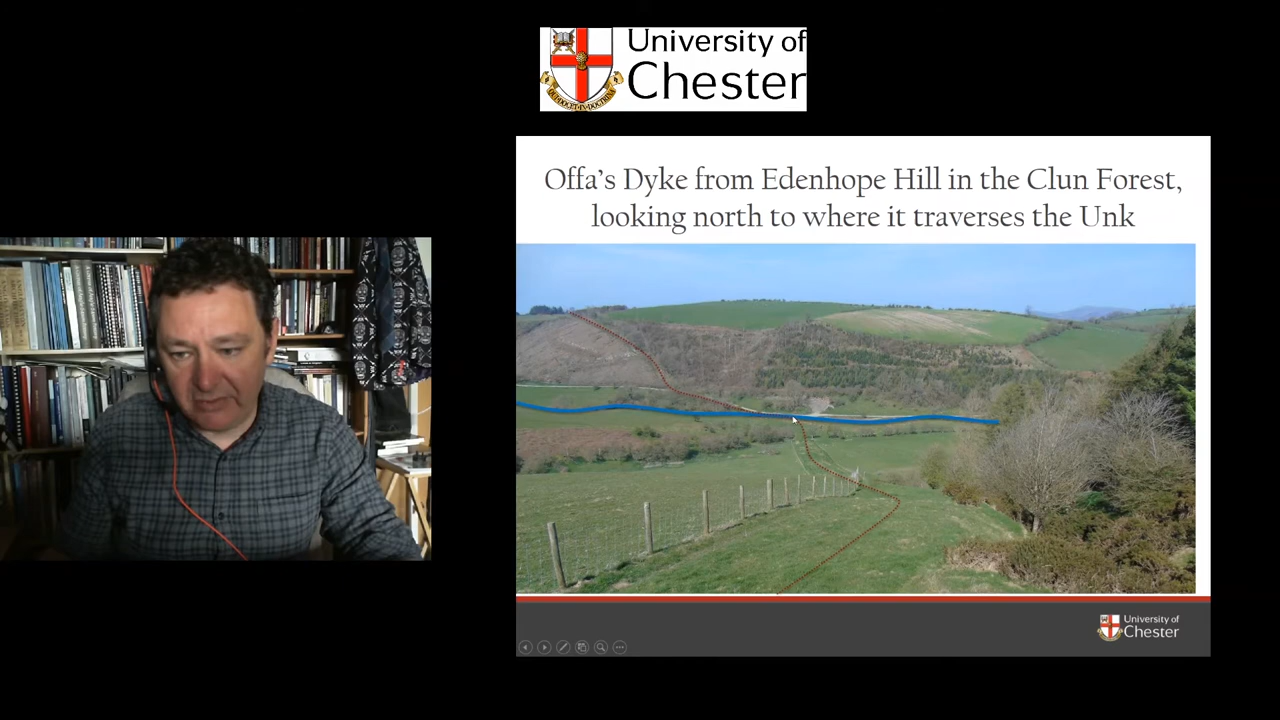 University of
Chester
Offa's Dyke from Edenhope Hill in the Clun Forest,
looking north to where it traverses the Unk
University of
Chester